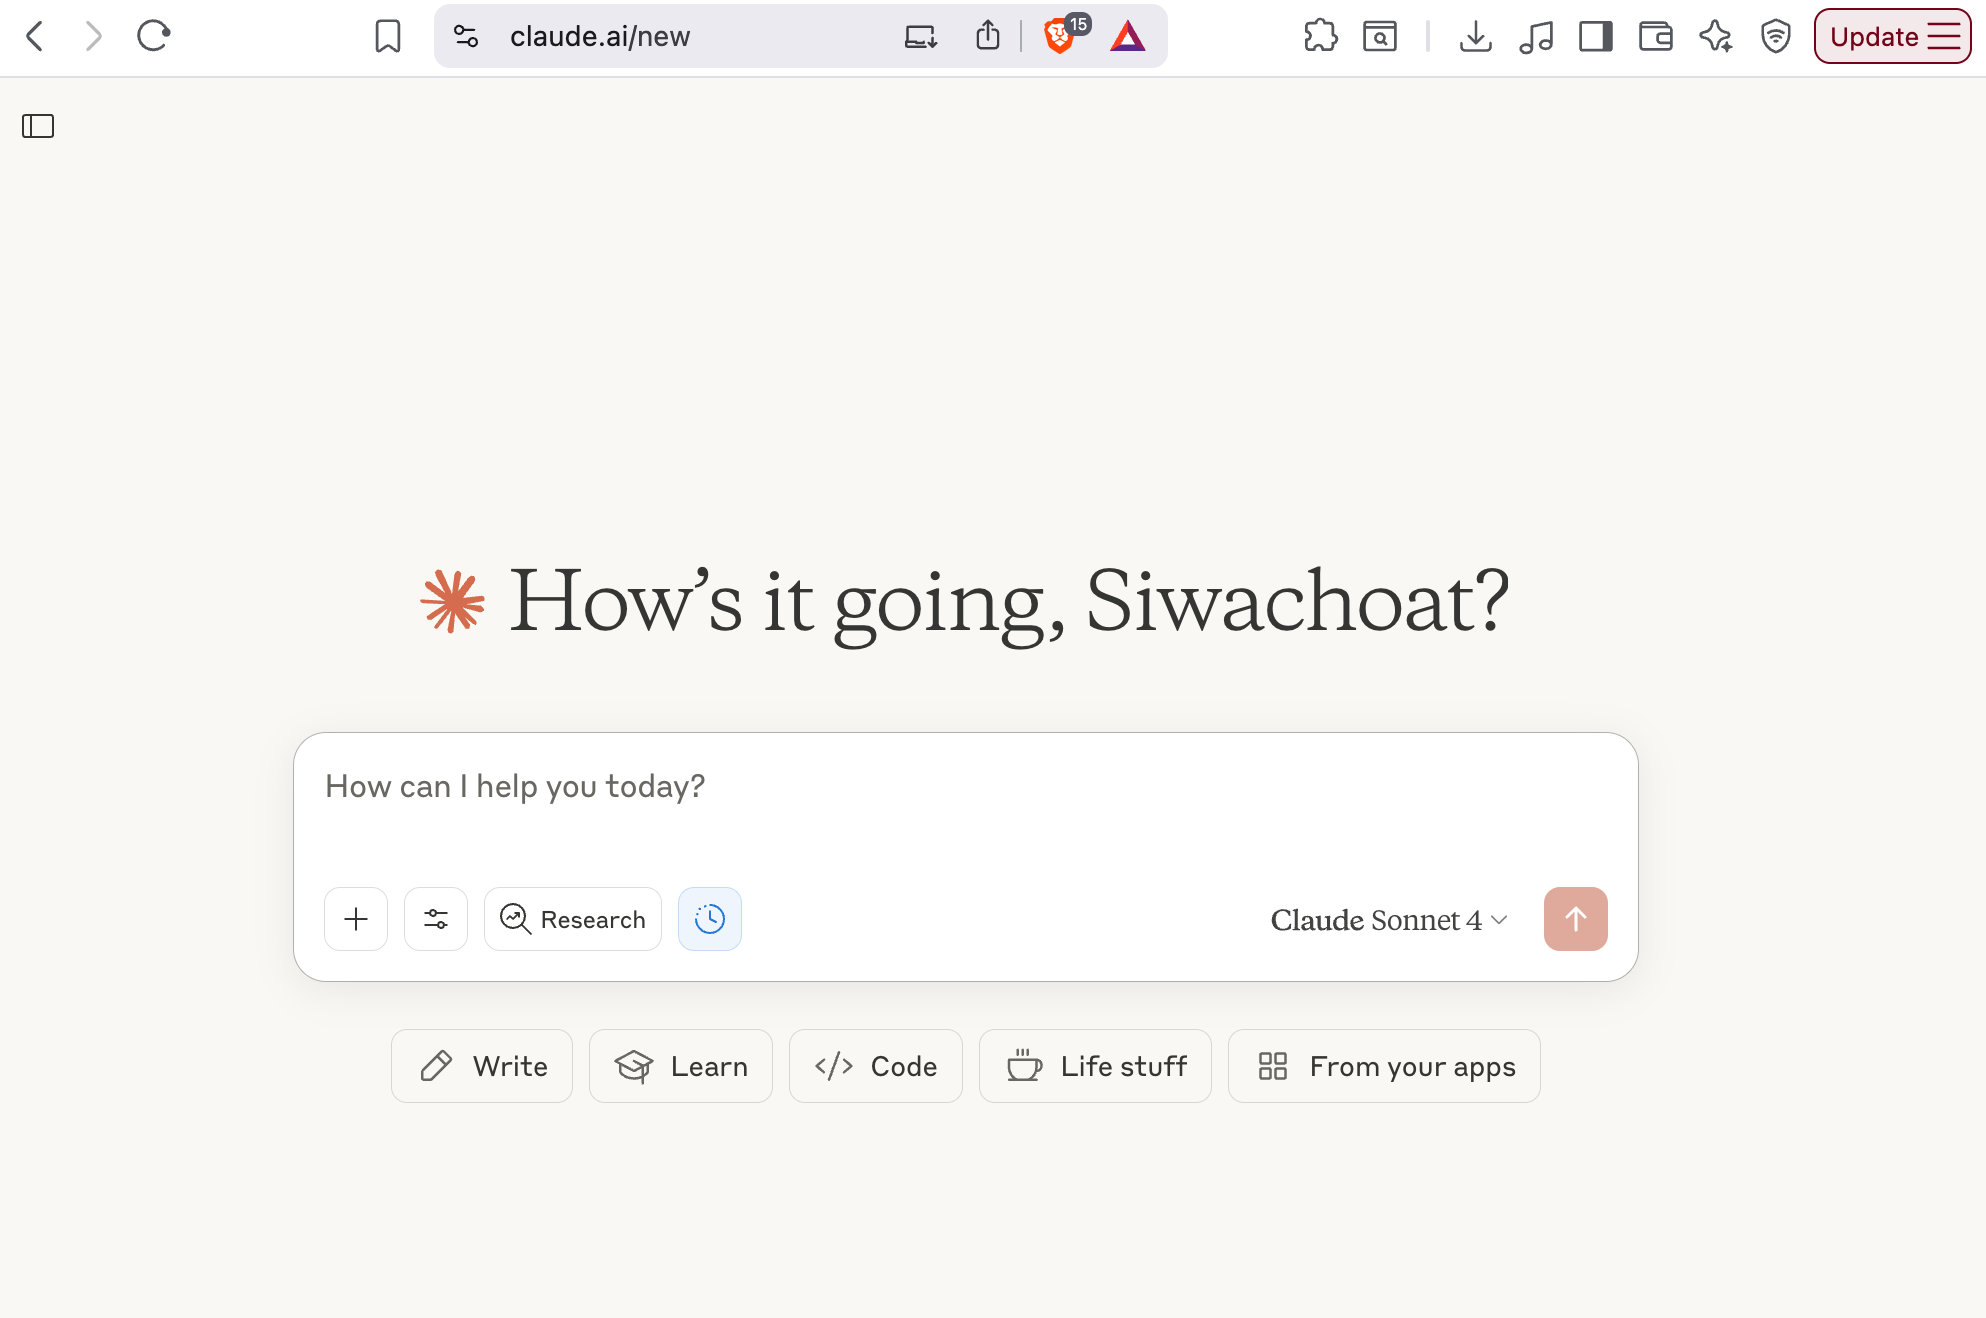 claude.ai/new
15
Update
How’s it going, Siwachoat?
How can I help you today?
Research
Claude Sonnet 4
Write
Learn
Code
Life stuff
From your apps